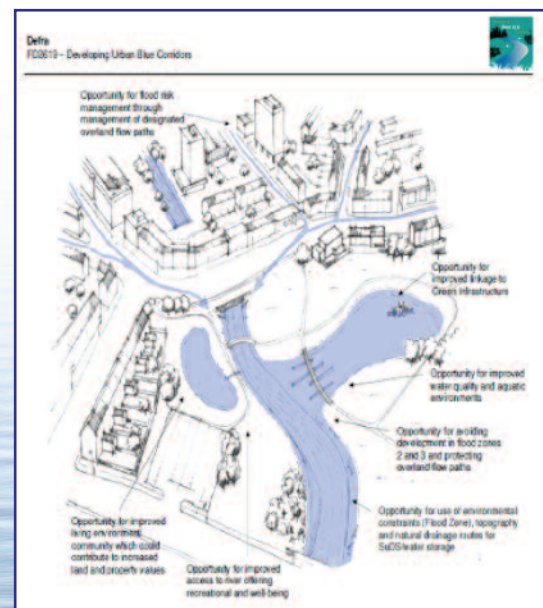 Defra
FD2619 – Developing Urban Blue Corridors
Opportunity for flood risk
management through
management of designated
overland flow paths
Opportunity for
improved linkage to
Green Infrastructure
Opportunity for improved
water quality and aquatic
environments
Opportunity for avoiding
development in flood zones
2 and 3 and protecting
overland flow paths
Opportunity for use of environmental
constraints (Flood Zone), topography
and natural drainage routes for
SuDS/water storage
Opportunity for improved
living environment,
community which could
contribute to increased
land and property values
Opportunity for improved
access to river offering
recreational and well-being